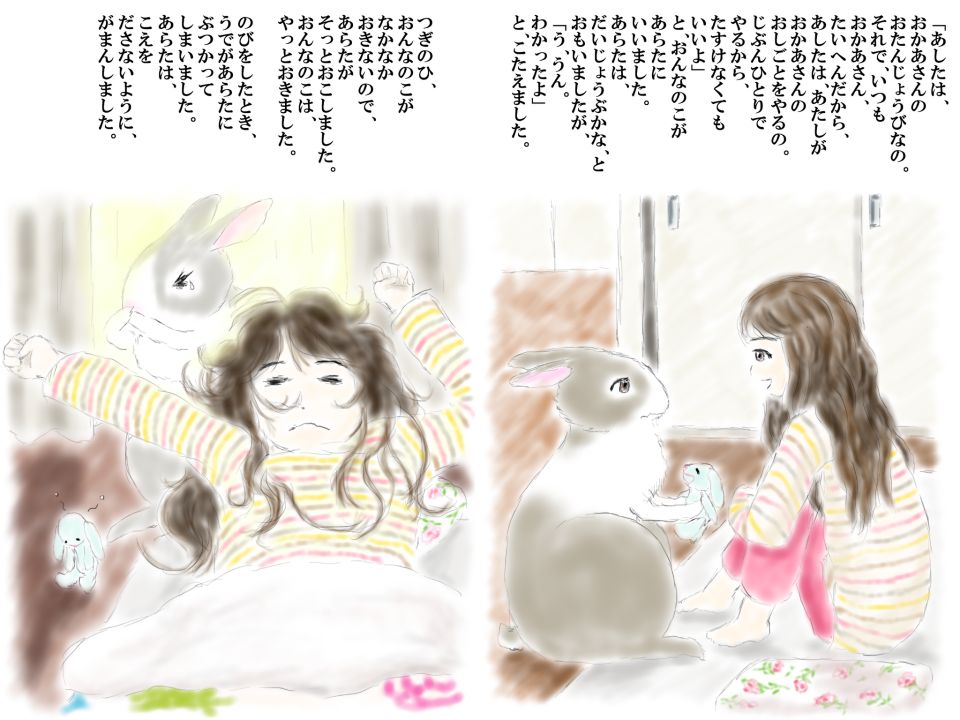 「あしたは、
おかあさんの
おたんじょうびなの。
それで、いつも
おかあさん、
たいへんだから、
あしたは、あたしが
おかあさんの
おしごとをやるの。
じぶんひとりで
やるから、
たすけなくても
いいよ」
と、おんなのこが
あらたに
いいました。
あらたは、
だいじょうぶかな、と
おもいましたが、
「う、うん。
わかったよ」
と、こたえました。
つぎのひ、
おんなのこが
なかなか
おきないので、
あらたが
そっとおこしました。
おんなのこは、
やっとおきました。
のびをしたとき、
うでがあらたに
ぶつかって
しまいました。
あらたは、
こえを
ださないように、
がまんしました。